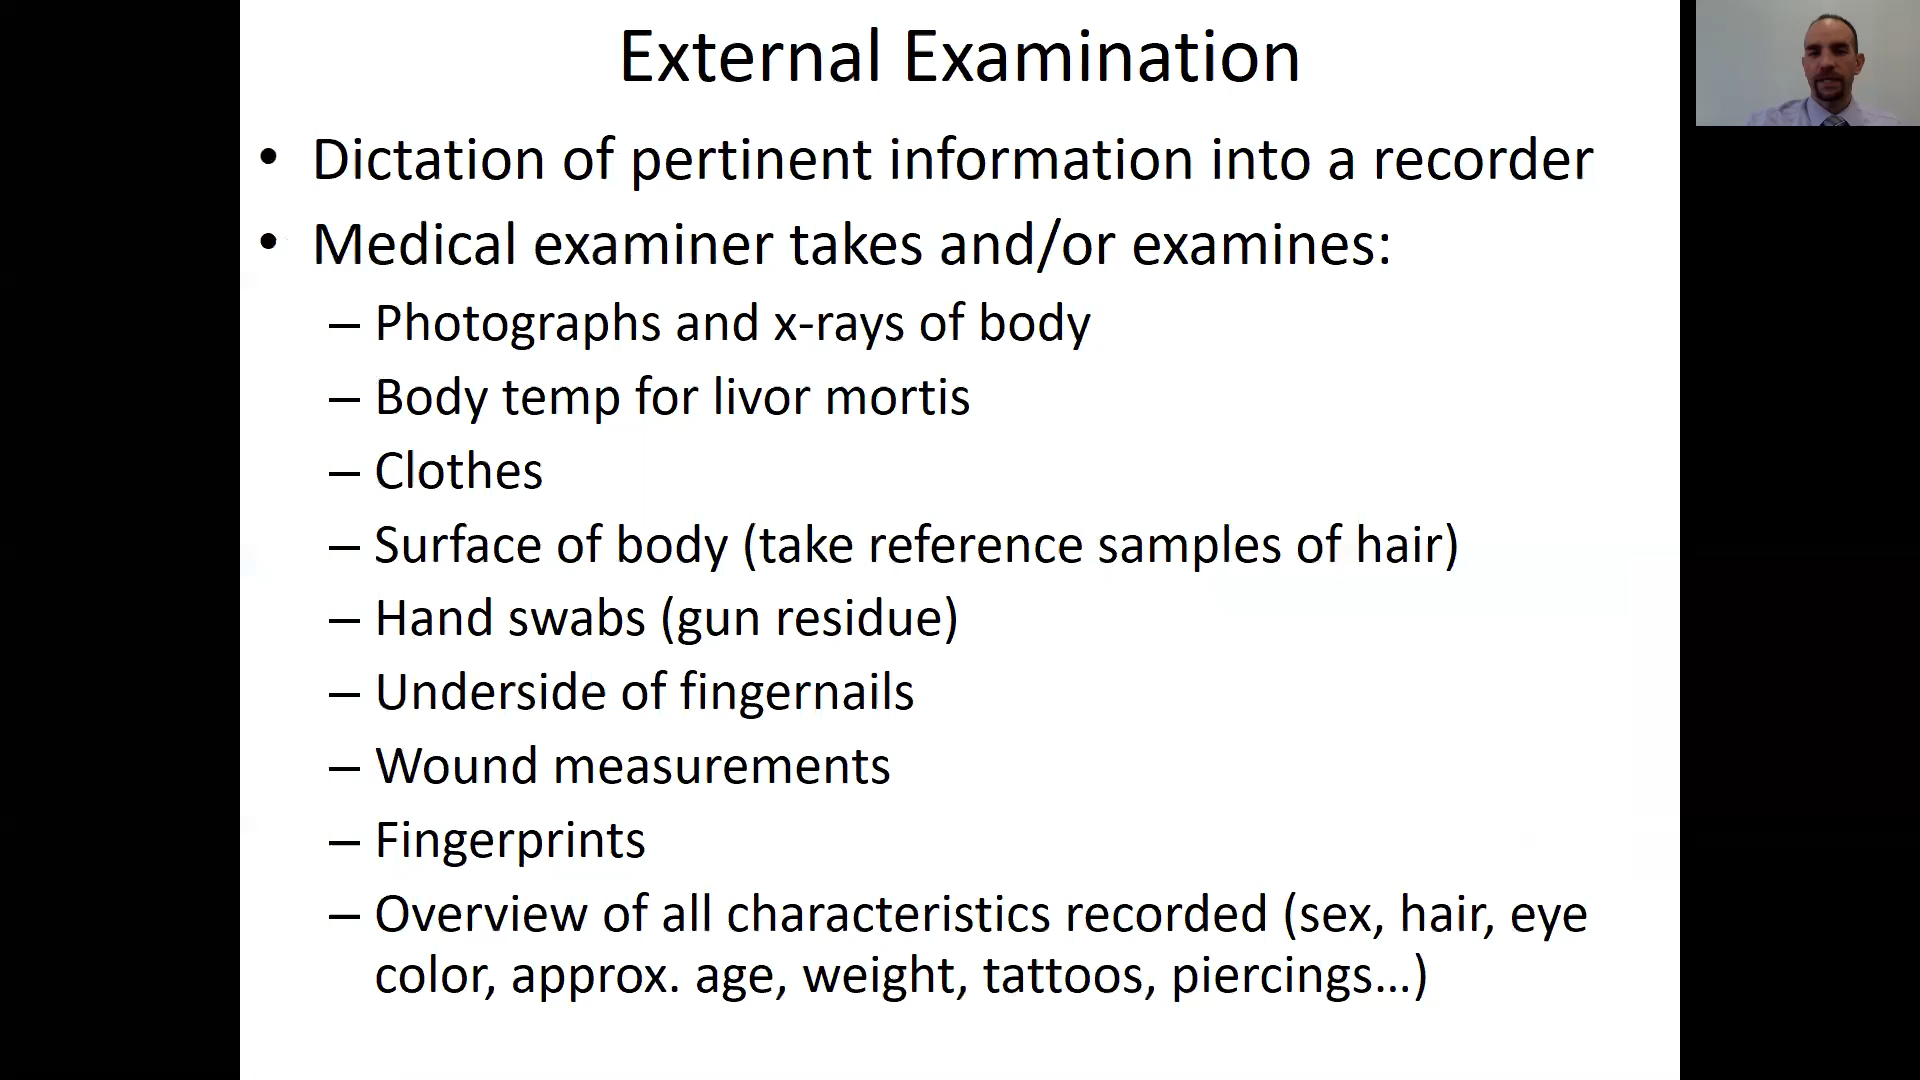 External Examination
• Dictation of pertinent information into a recorder
• Medical examiner takes and/or examines:
– Photographs and x-rays of body
– Body temp for livor mortis
– Clothes
– Surface of body (take reference samples of hair)
– Hand swabs (gun residue)
– Underside of fingernails
– Wound measurements
– Fingerprints
– Overview of all characteristics recorded (sex, hair, eye
color, approx. age, weight, tattoos, piercings…)